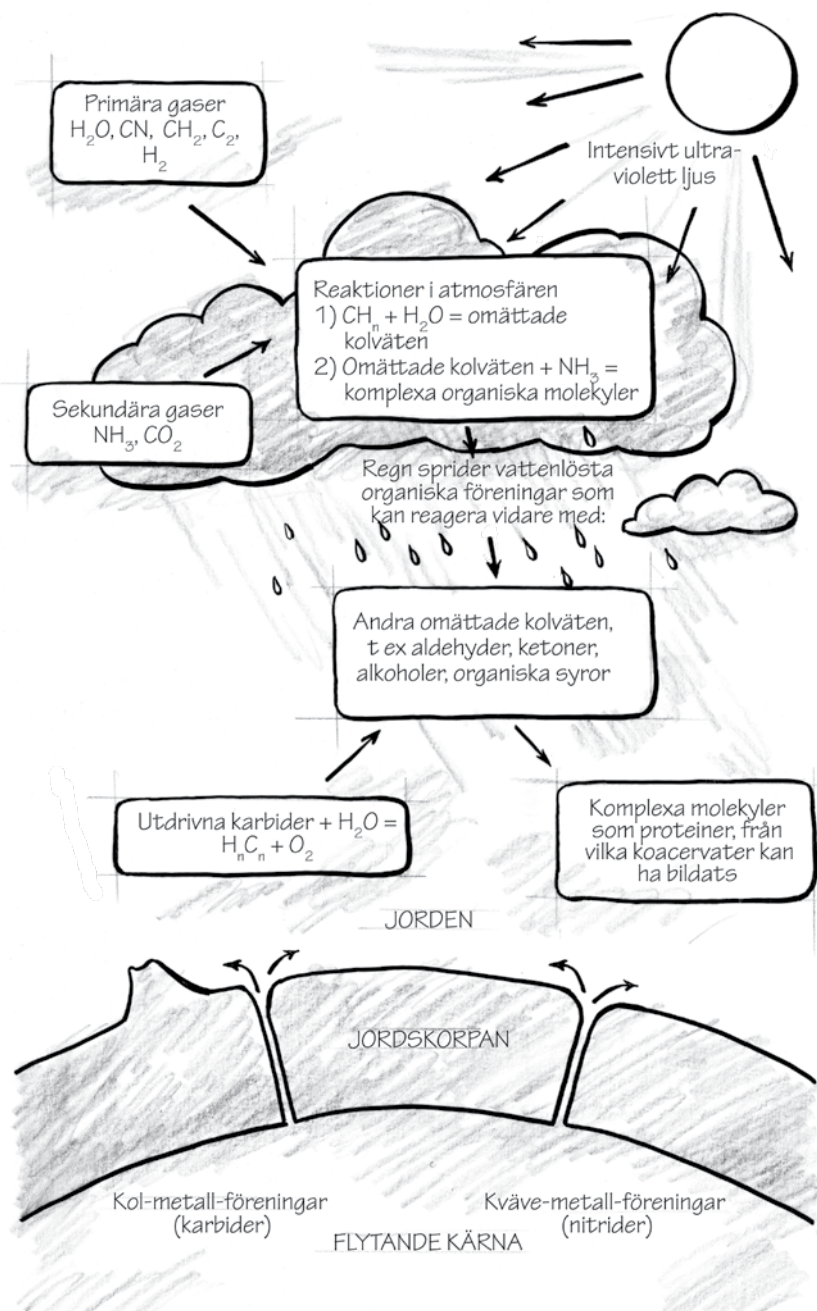 Primära gaser
H₂O, CN, CH₂, C₂,
H₂
Intensivt ultra-
violett ljus
Reaktioner i atmosfären
1) CHₙ + H₂O = omättade
kolväten
2) Omättade kolväten + NH₃ =
komplexa organiska molekyler
Sekundära gaser
NH₃, CO₂
Regn sprider vattenlösta
organiska föreningar som
kan reagera vidare med:
Andra omättade kolväten,
t ex aldehyder, ketoner,
alkoholer, organiska syror
Utdrivna karbider + H₂O =
HₙCₙ + O₂
Komplexa molekyler
som proteiner, från
vilka koacervater kan
ha bildats
JORDEN
JORDSKORPAN
Kol-metall-föreningar
(karbider)
Kväve-metall-föreningar
(nitrider)
FLYTANDE KÄRNA